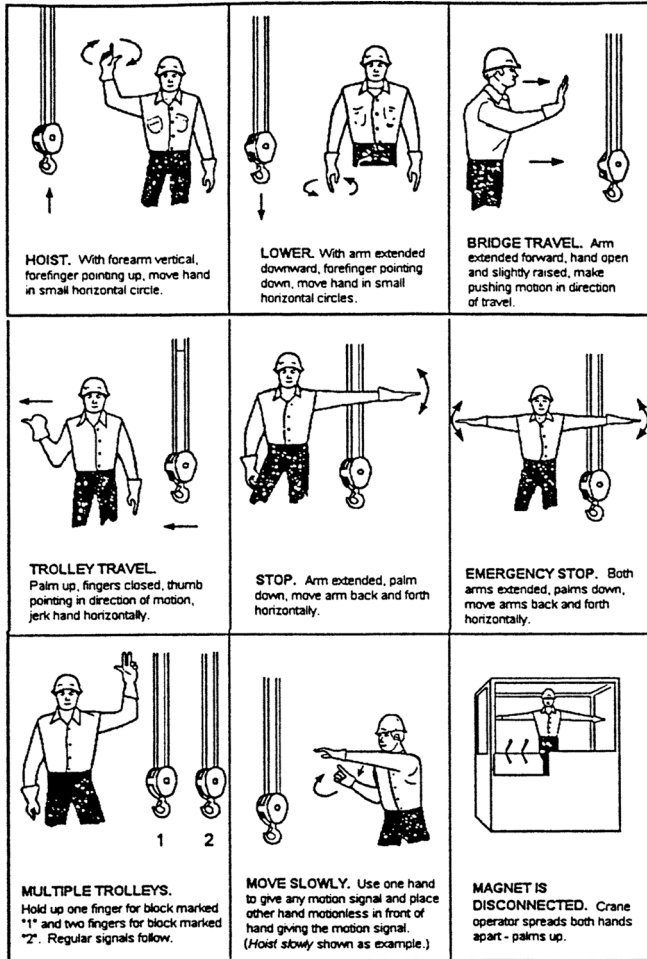 HOIST. With forearm vertical,
forefinger pointing up, move hand
in small horizontal circle.
LOWER. With arm extended
downward, forefinger pointing
down, move hand in small
horizontal circles.
BRIDGE TRAVEL. Arm
extended forward, hand open
and slightly raised, make
pushing motion in direction
of travel.
TROLLEY TRAVEL.
Palm up, fingers closed, thumb
pointing in direction of motion,
jerk hand horizontally.
STOP. Arm extended, palm
down, move arm back and forth
horizontally.
EMERGENCY STOP. Both
arms extended, palms down,
move arms back and forth
horizontally.
1 2
MULTIPLE TROLLEYS.
Hold up one finger for block marked
"1" and two fingers for block marked
"2". Regular signals follow.
MOVE SLOWLY. Use one hand
to give any motion signal and place
other hand motionless in front of
hand giving the motion signal.
(Hoist slowly shown as example.)
MAGNET IS
DISCONNECTED. Crane
operator spreads both hands
apart - palms up.